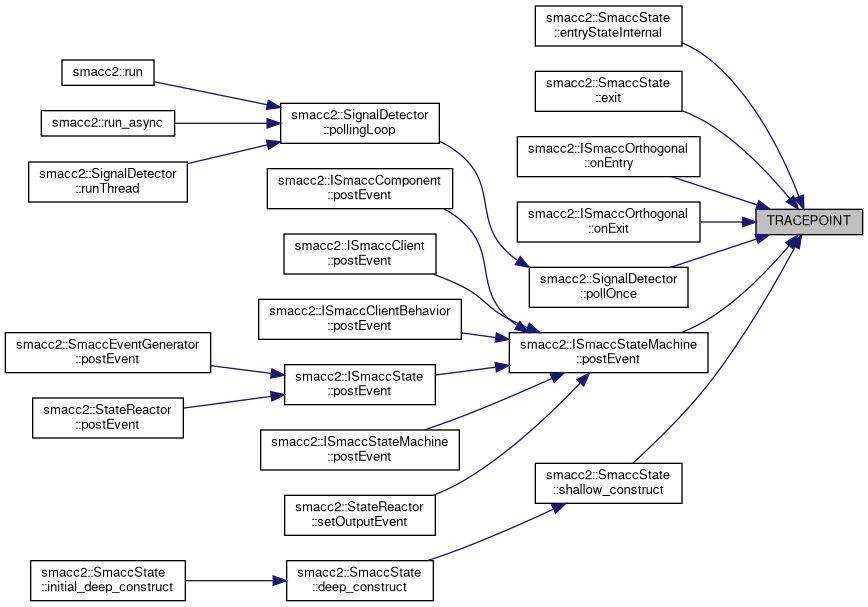 smacc2::SmaccState
::entryStateInternal
smacc2::run
smacc2::SmaccState
::exit
smacc2::run_async
smacc2::SignalDetector
::pollingLoop
smacc2::ISmaccOrthogonal
::onEntry
smacc2::SignalDetector
::runThread
smacc2::ISmaccComponent
::postEvent
smacc2::ISmaccOrthogonal
::onExit
TRACEPOINT
smacc2::ISmaccClient
::postEvent
smacc2::SignalDetector
::pollOnce
smacc2::ISmaccClientBehavior
::postEvent
smacc2::SmaccEventGenerator
::postEvent
smacc2::ISmaccStateMachine
::postEvent
smacc2::ISmaccState
::postEvent
smacc2::StateReactor
::postEvent
smacc2::ISmaccStateMachine
::postEvent
smacc2::SmaccState
::shallow_construct
smacc2::StateReactor
::setOutputEvent
smacc2::SmaccState
::initial_deep_construct
smacc2::SmaccState
::deep_construct